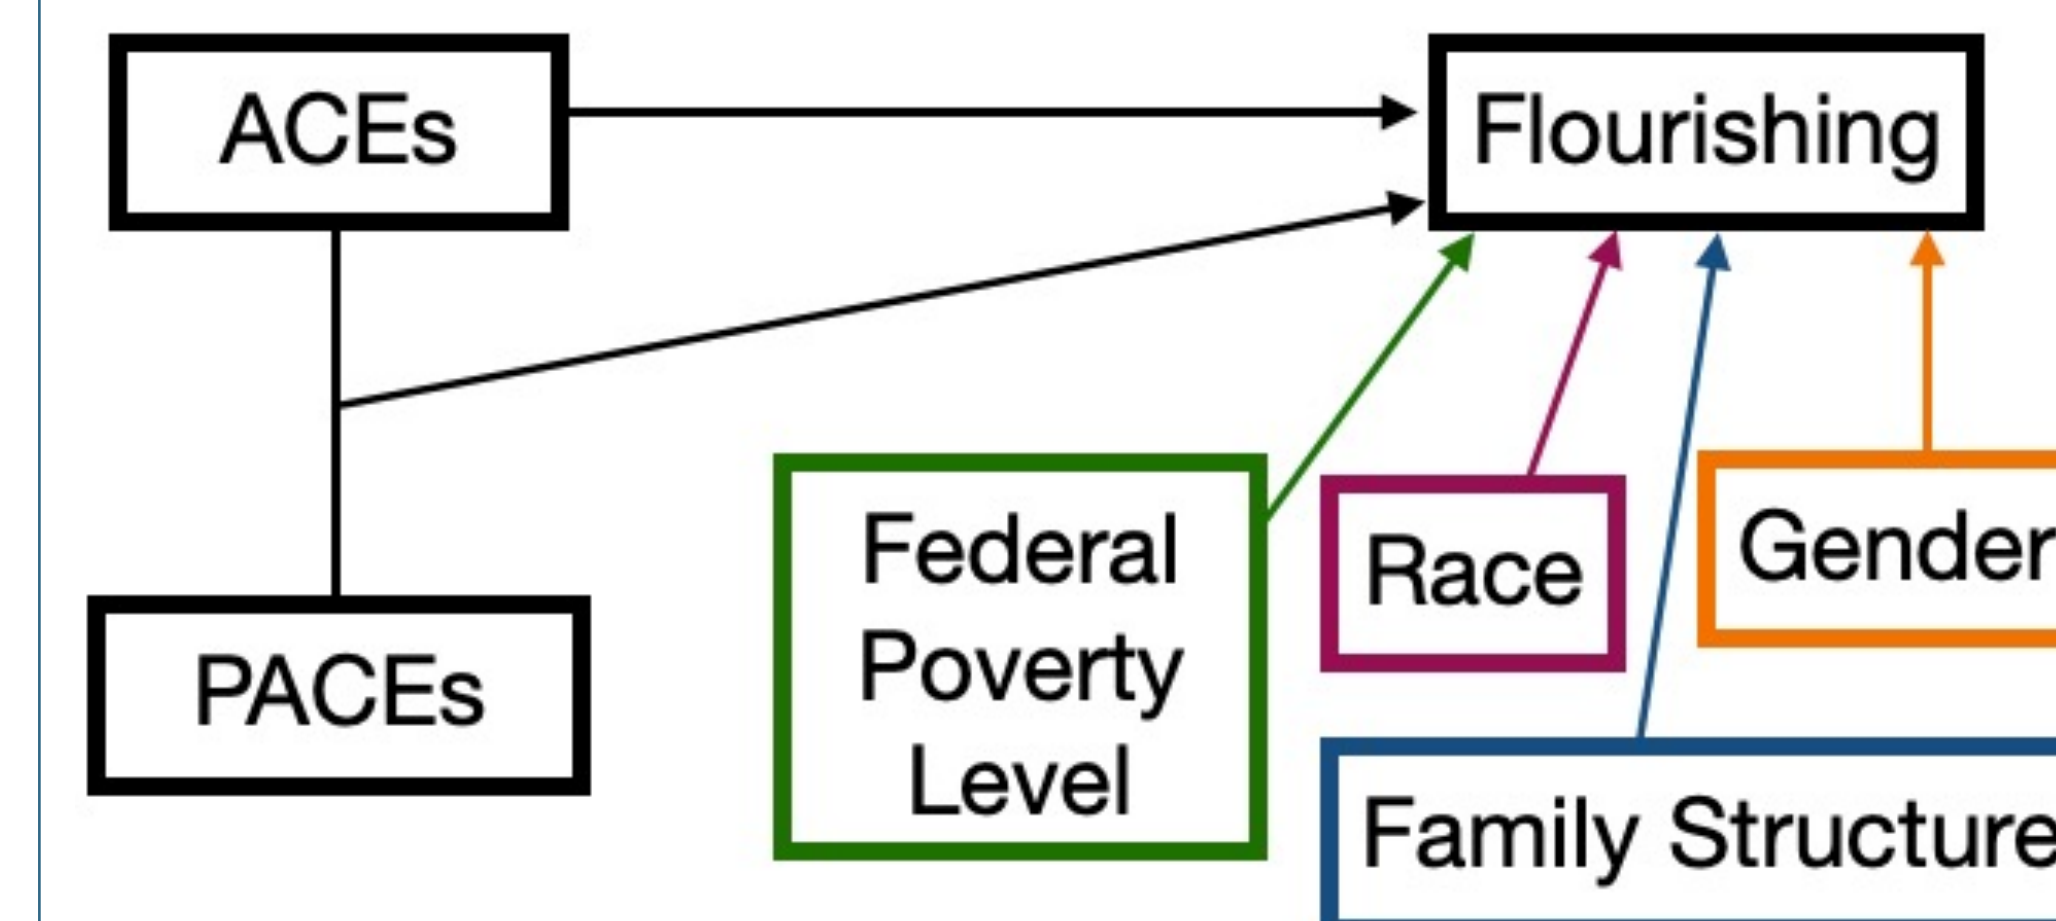 ACEs
Flourishing
PACEs
Federal
Poverty
Level
Race
Gender
Family Structure